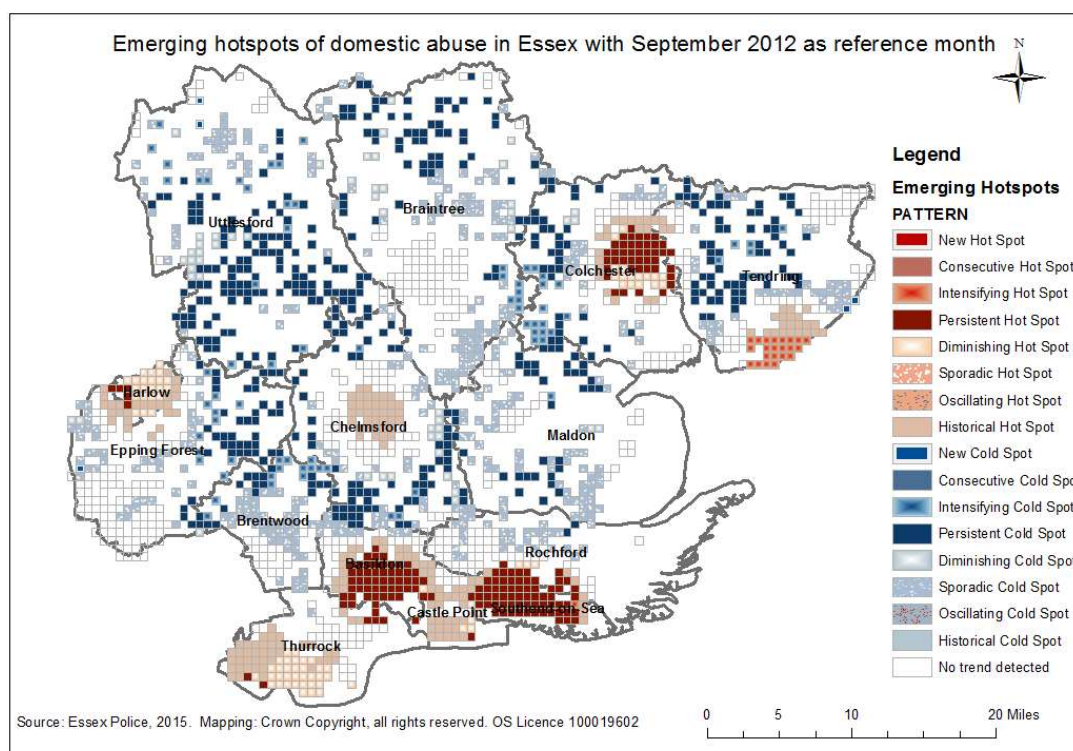 Emerging hotspots of domestic abuse in Essex with September 2012 as reference month
N
Uttlesford
Braintree
Colchester
Tendring
Harlow
Chelmsford
Maldon
Epping Forest
Brentwood
Rochford
Basildon
Castle Point
Southend-on-Sea
Thurrock
Legend
Emerging Hotspots
PATTERN
New Hot Spot
Consecutive Hot Spot
Intensifying Hot Spot
Persistent Hot Spot
Diminishing Hot Spot
Sporadic Hot Spot
Oscillating Hot Spot
Historical Hot Spot
New Cold Spot
Consecutive Cold Spo
Intensifying Cold Spot
Persistent Cold Spot
Diminishing Cold Spot
Sporadic Cold Spot
Oscillating Cold Spot
Historical Cold Spot
No trend detected
Source: Essex Police, 2015. Mapping: Crown Copyright, all rights reserved. OS Licence 100019602
0 5 10 20 Miles